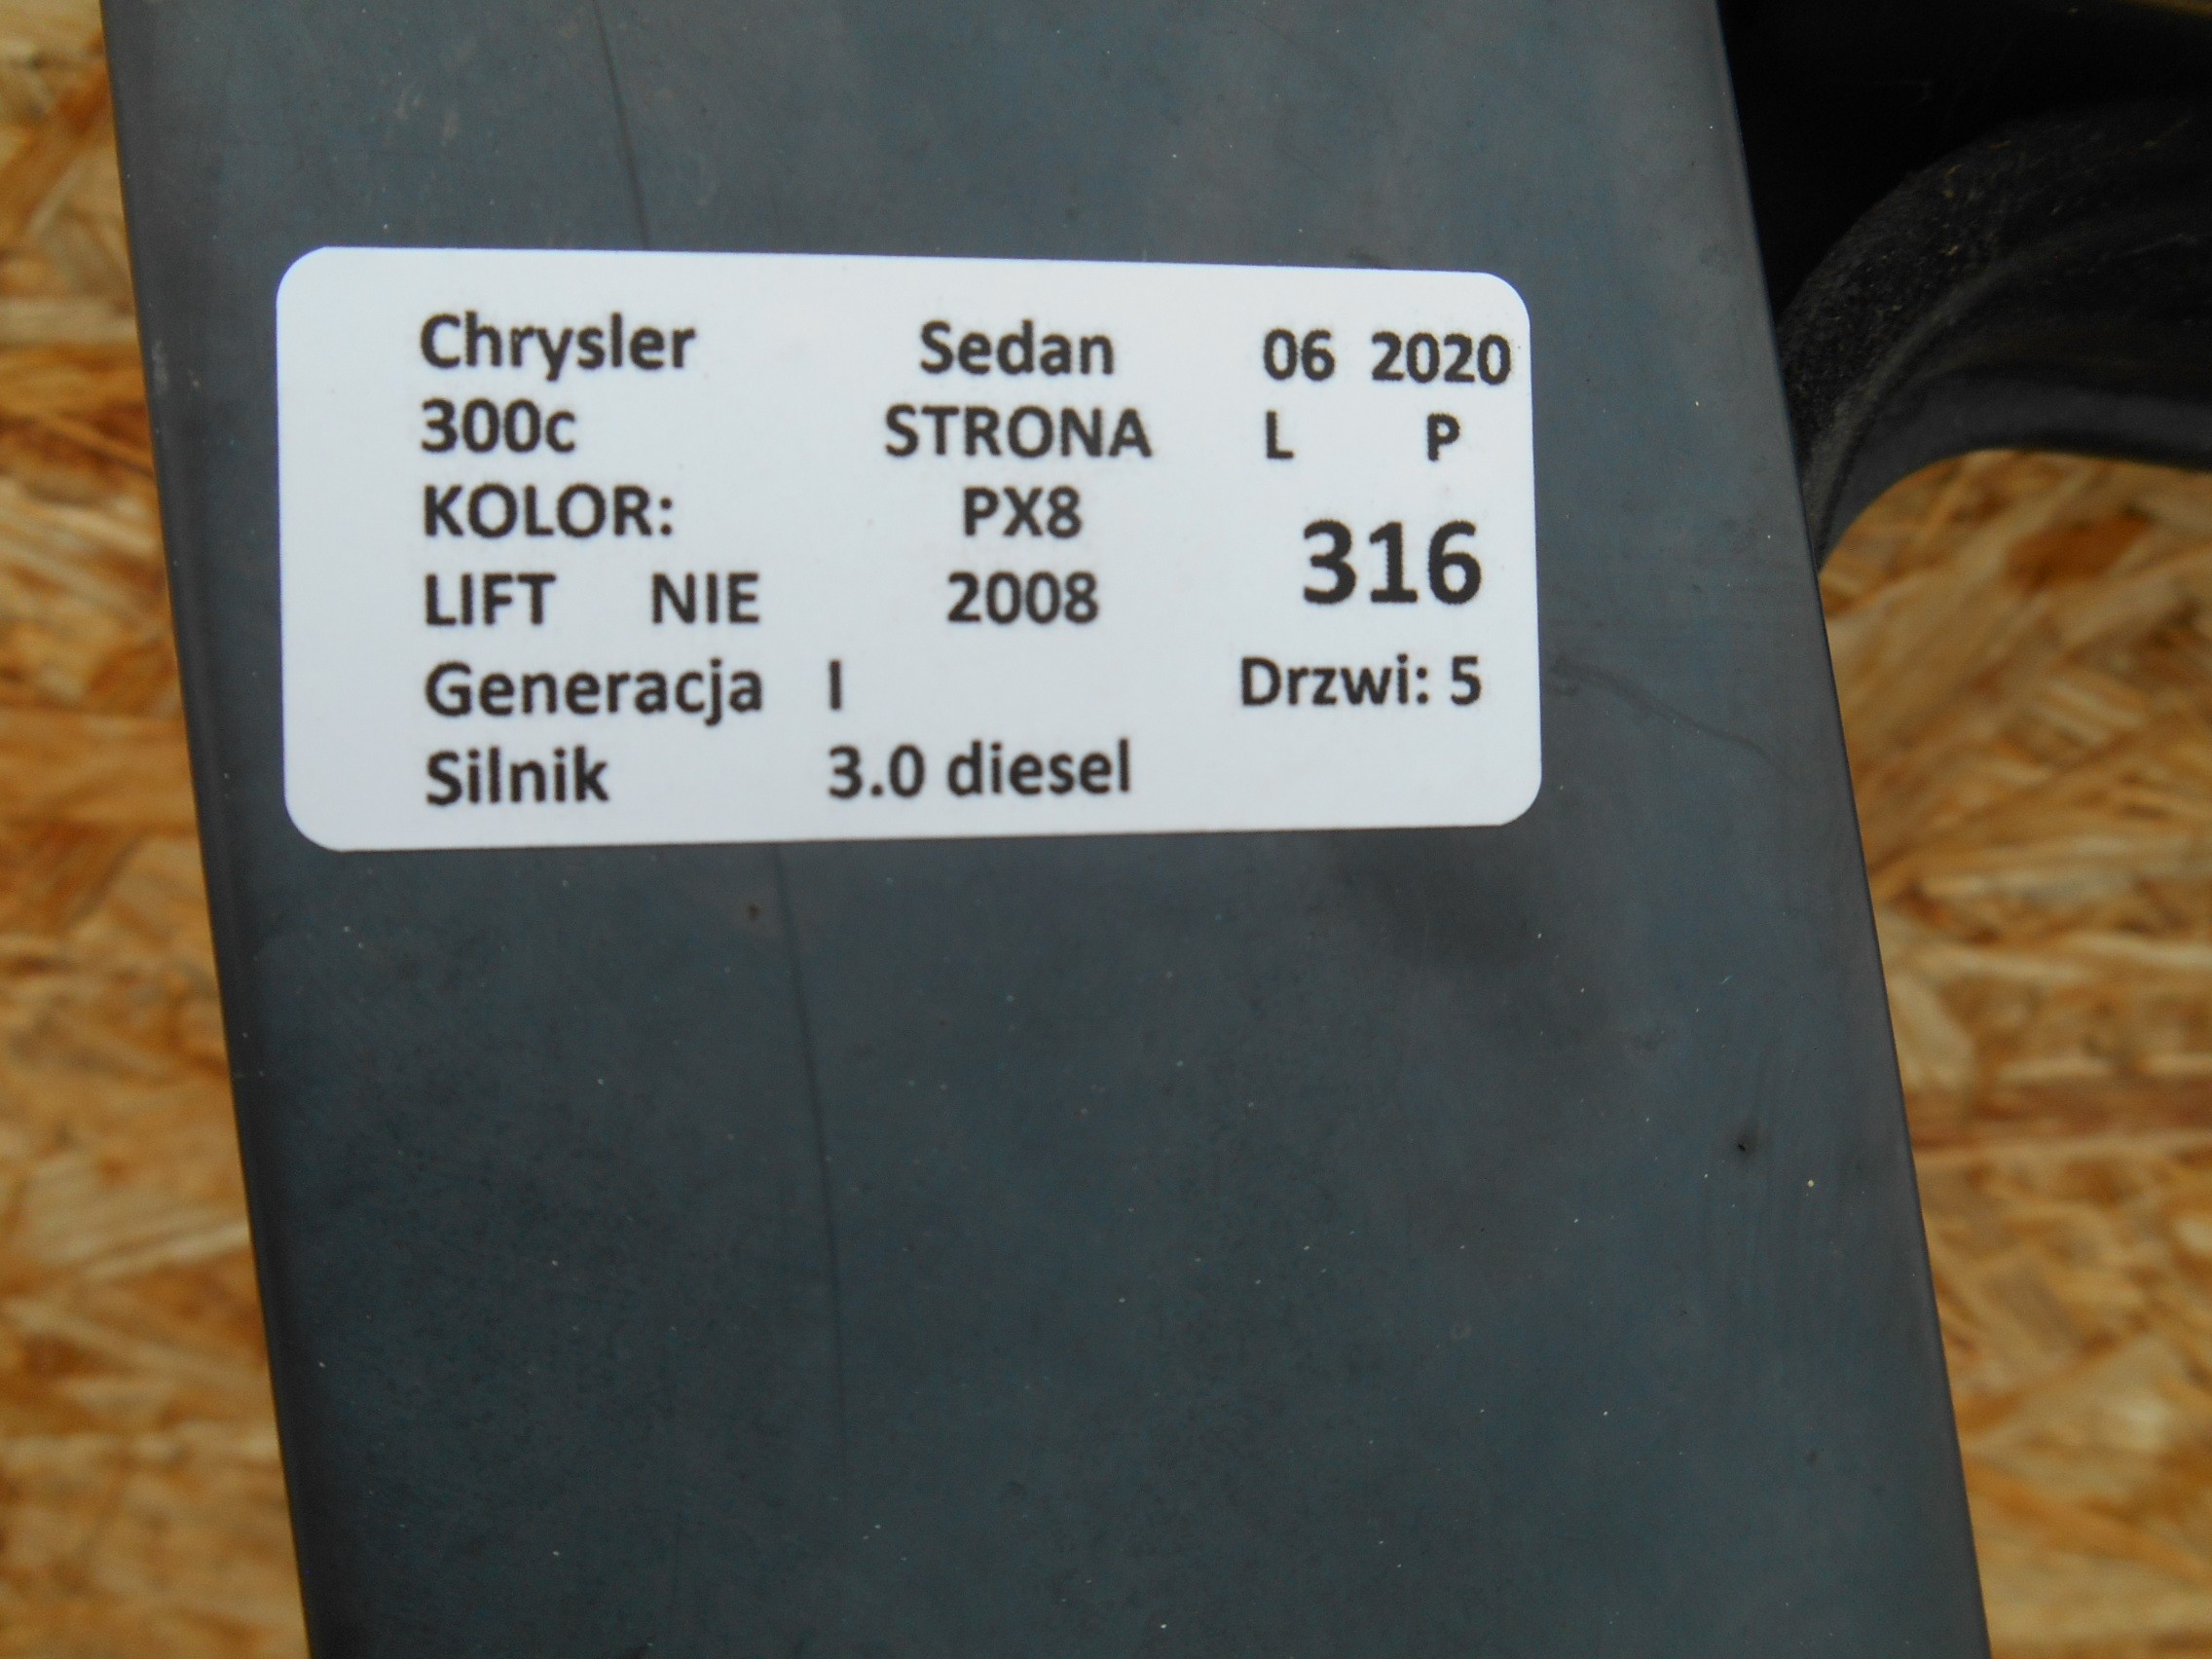 Chrysler Sedan 06 2020
300c STRONA L P
KOLOR: PX8
316
LIFT NIE 2008
Generacja I Drzwi: 5
Silnik 3.0 diesel